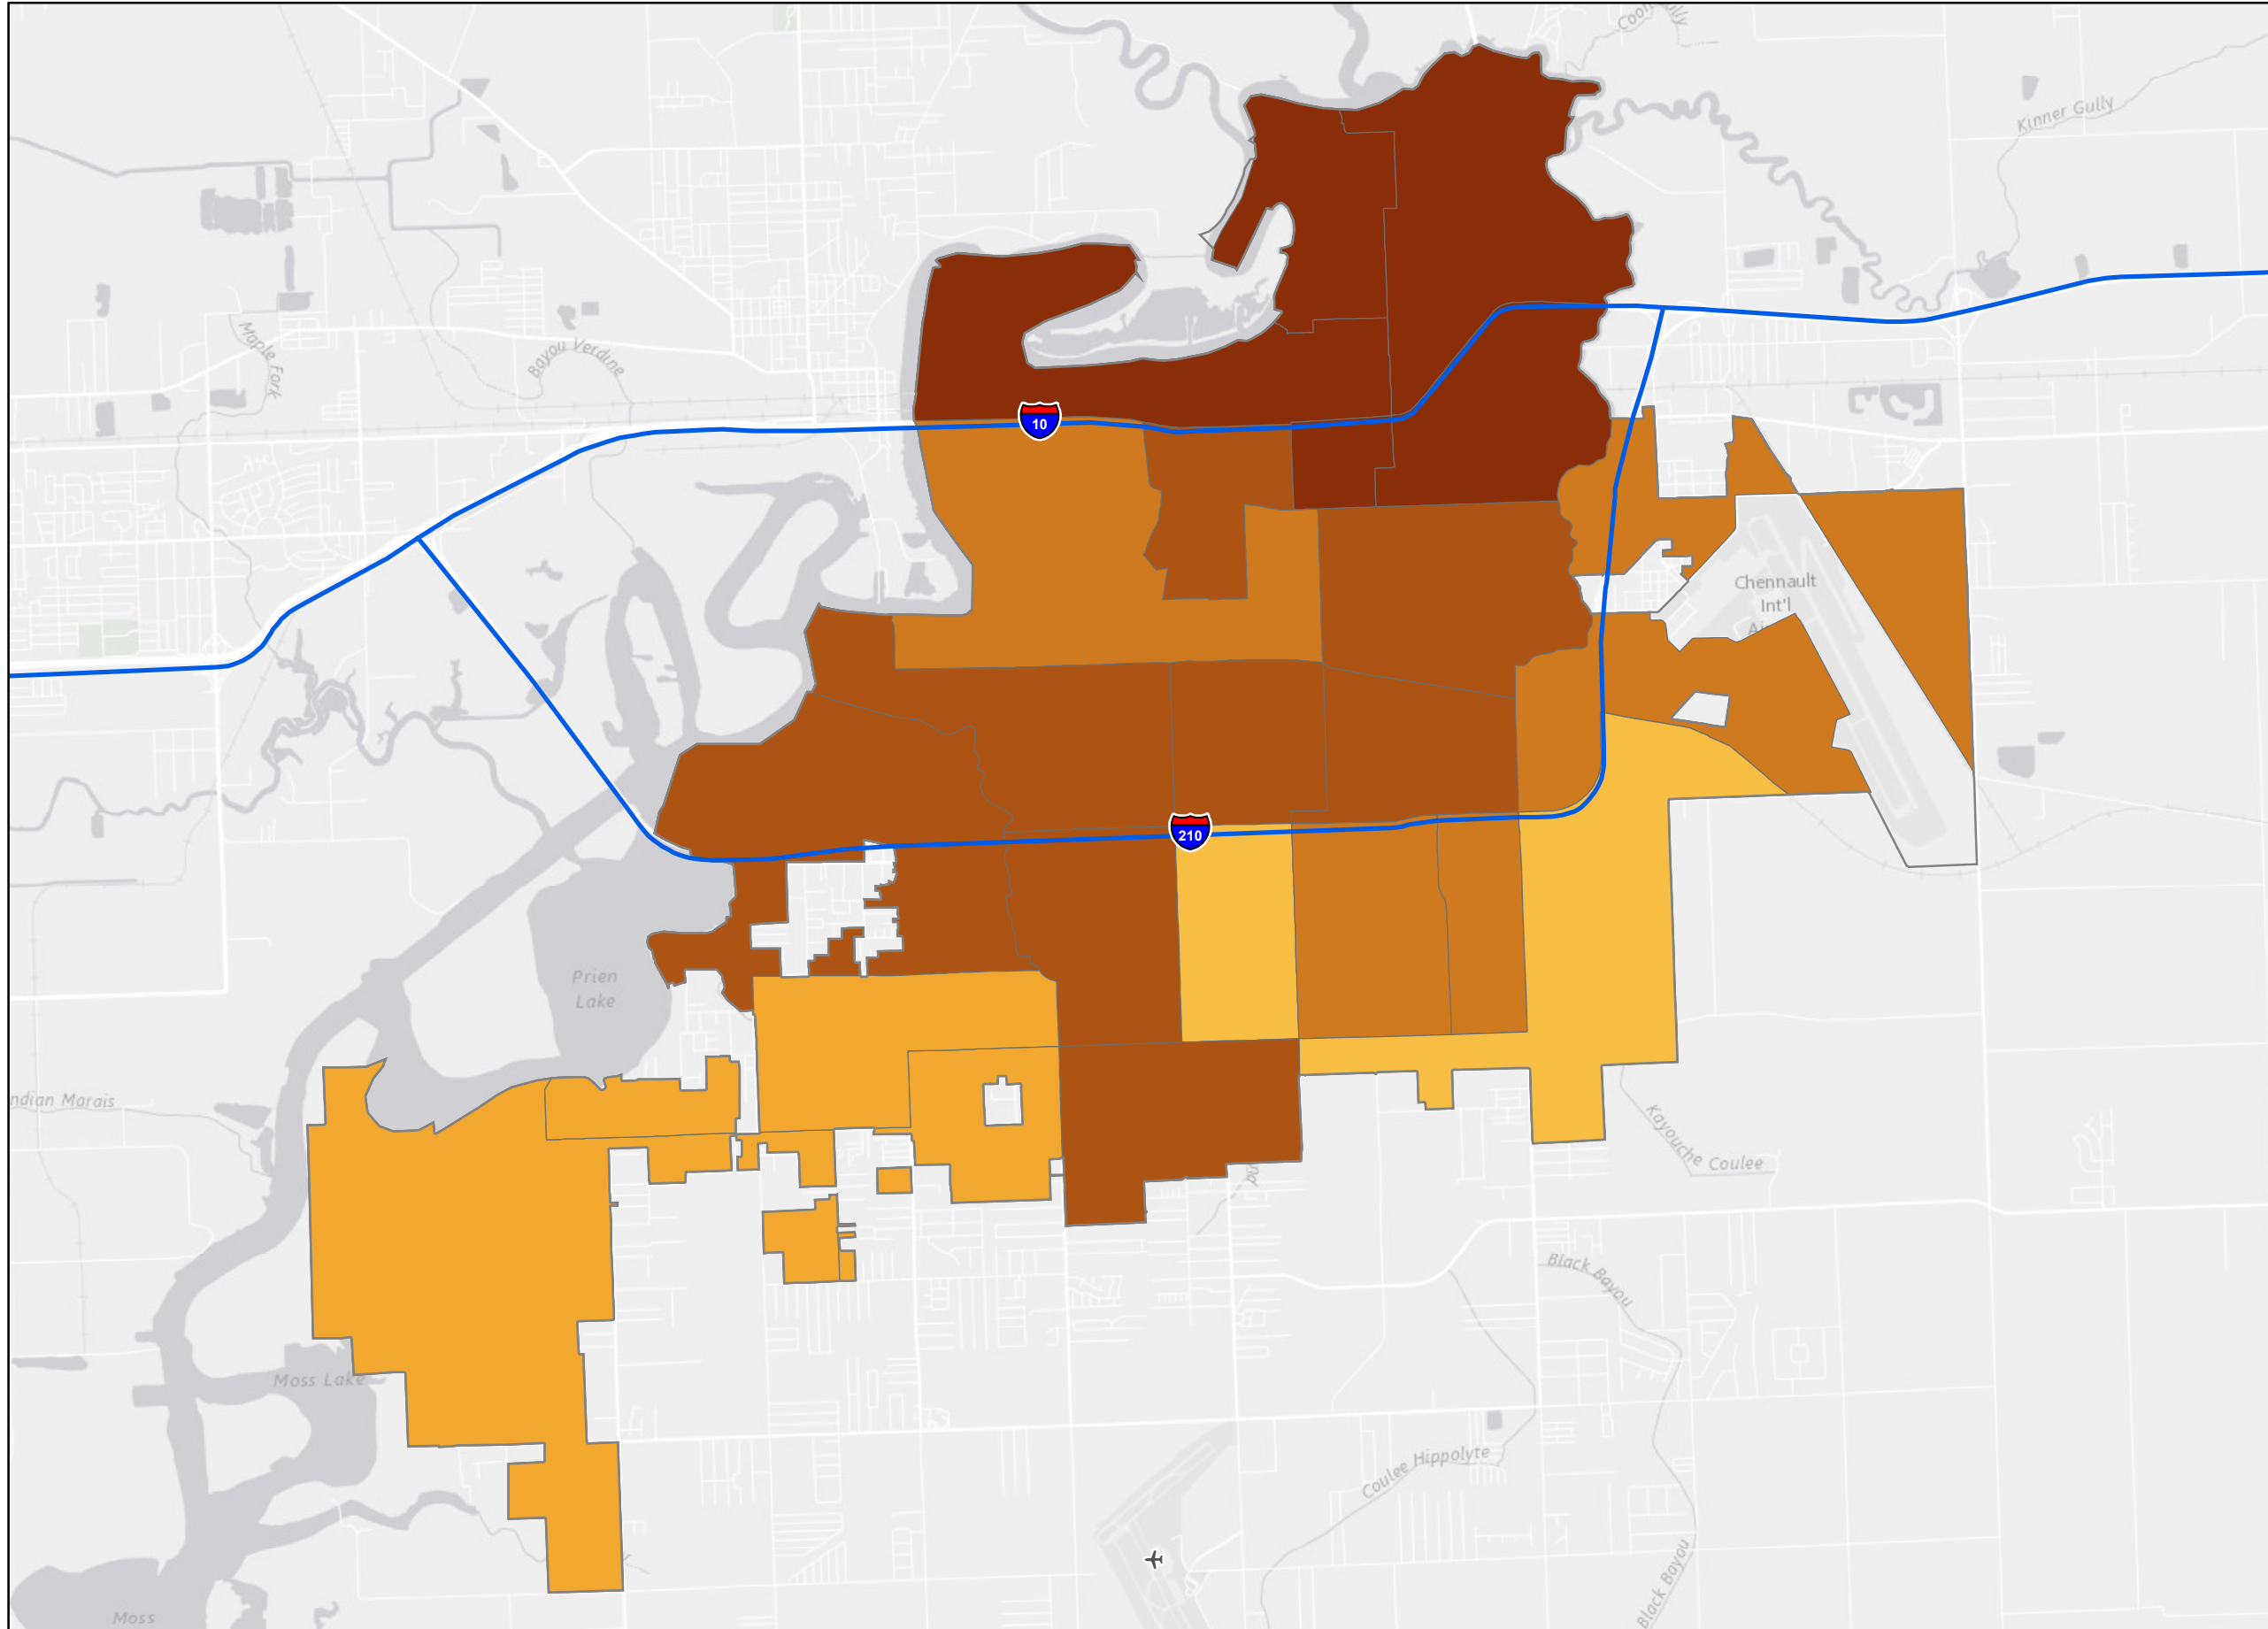 Kinner Gully
Maple Fork
Bayou Verdine
10
Chennault
Int'l
210
Prien
Lake
ndian Marais
Kayouche Coulee
Black Bayou
Moss Lake
Coulee Hippolyte
Black Bayou
Moss